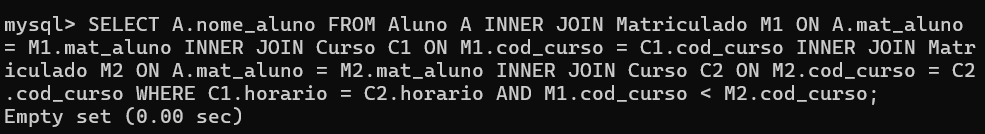 mysql> SELECT A.nome_aluno FROM Aluno A INNER JOIN Matriculado M1 ON A.mat_aluno
= M1.mat_aluno INNER JOIN Curso C1 ON M1.cod_curso = C1.cod_curso INNER JOIN Matr
iculado M2 ON A.mat_aluno = M2.mat_aluno INNER JOIN Curso C2 ON M2.cod_curso = C2
.cod_curso WHERE C1.horario = C2.horario AND M1.cod_curso < M2.cod_curso;
Empty set (0.00 sec)